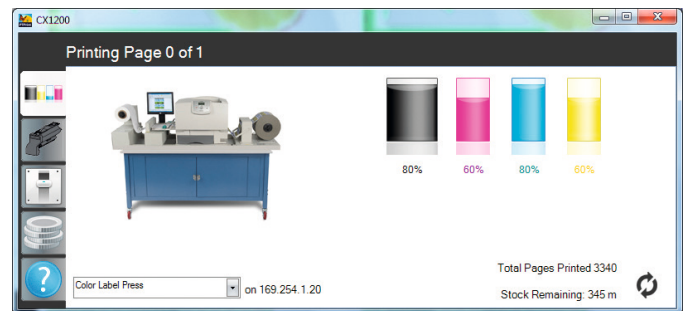 CX1200
Printing Page 0 of 1
80%
60%
80%
60%
Total Pages Printed 3340
Color Label Press
on 169.254.1.20
Stock Remaining: 345 m
?